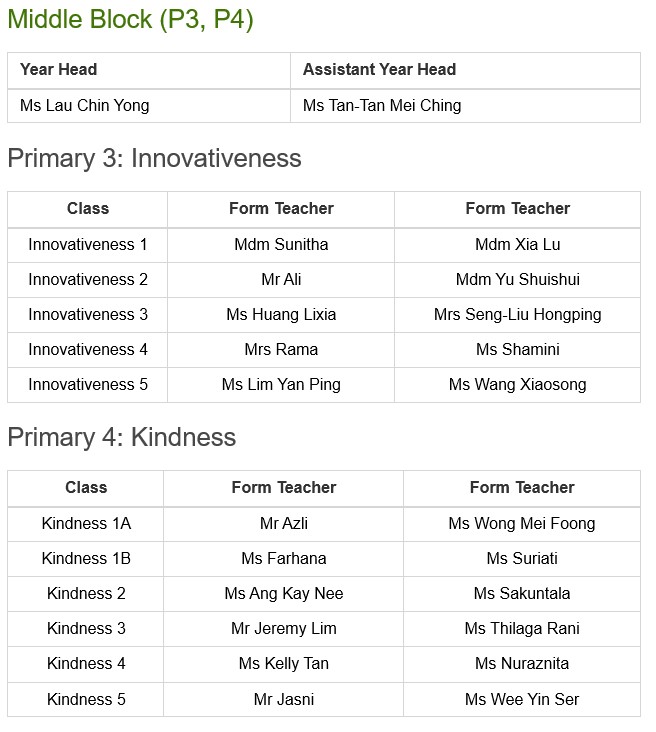 Middle Block (P3, P4)
Year Head Assistant Year Head
Ms Lau Chin Yong Ms Tan-Tan Mei Ching
Primary 3: Innovativeness
Class Form Teacher Form Teacher
Innovativeness 1 Mdm Sunitha Mdm Xia Lu
Innovativeness 2 Mr Ali Mdm Yu Shuishui
Innovativeness 3 Ms Huang Lixia Mrs Seng-Liu Hongping
Innovativeness 4 Mrs Rama Ms Shamini
Innovativeness 5 Ms Lim Yan Ping Ms Wang Xiaosong
Primary 4: Kindness
Class Form Teacher Form Teacher
Kindness 1A Mr Azli Ms Wong Mei Foong
Kindness 1B Ms Farhana Ms Suriati
Kindness 2 Ms Ang Kay Nee Ms Sakuntala
Kindness 3 Mr Jeremy Lim Ms Thilaga Rani
Kindness 4 Ms Kelly Tan Ms Nuraznita
Kindness 5 Mr Jasni Ms Wee Yin Ser